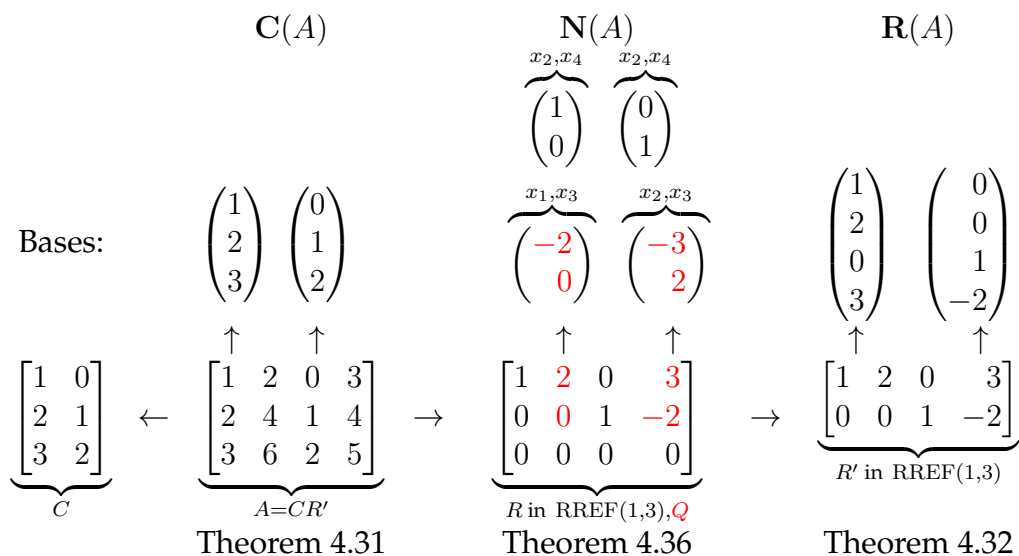 C(A) N(A) R(A)
x₂,x₄ x₂,x₄
(1 0) (0 1)
x₁,x₃ x₂,x₃
Bases: (1 2 3) (0 1 2) (−2 0) (−3 2) (1 2 0 3) (0 0 1 −2)
↑ ↑ ↑ ↑ ↑ ↑
[1 0] [1 2 0 3] [1 2 0 3] [1 2 0 3]
[2 1] ← [2 4 1 4] → [0 0 1 −2] → [0 0 1 −2]
[3 2] [3 6 2 5] [0 0 0 0]
C A=CR′ R in RREF(1,3),Q R′ in RREF(1,3)
Theorem 4.31 Theorem 4.36 Theorem 4.32